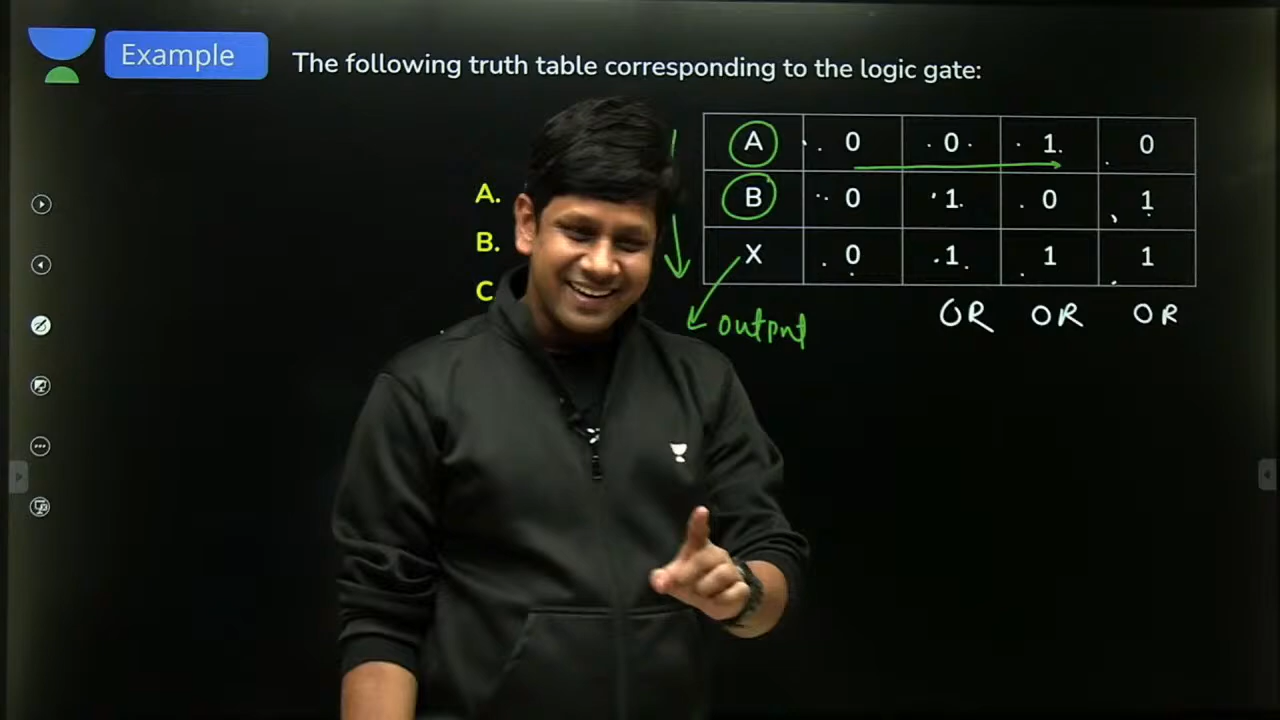 Example
The following truth table corresponding to the logic gate:
A 0 0 1 0
B 0 1 0 1
X 0 1 1 1
A.
B.
C
output
OR OR OR